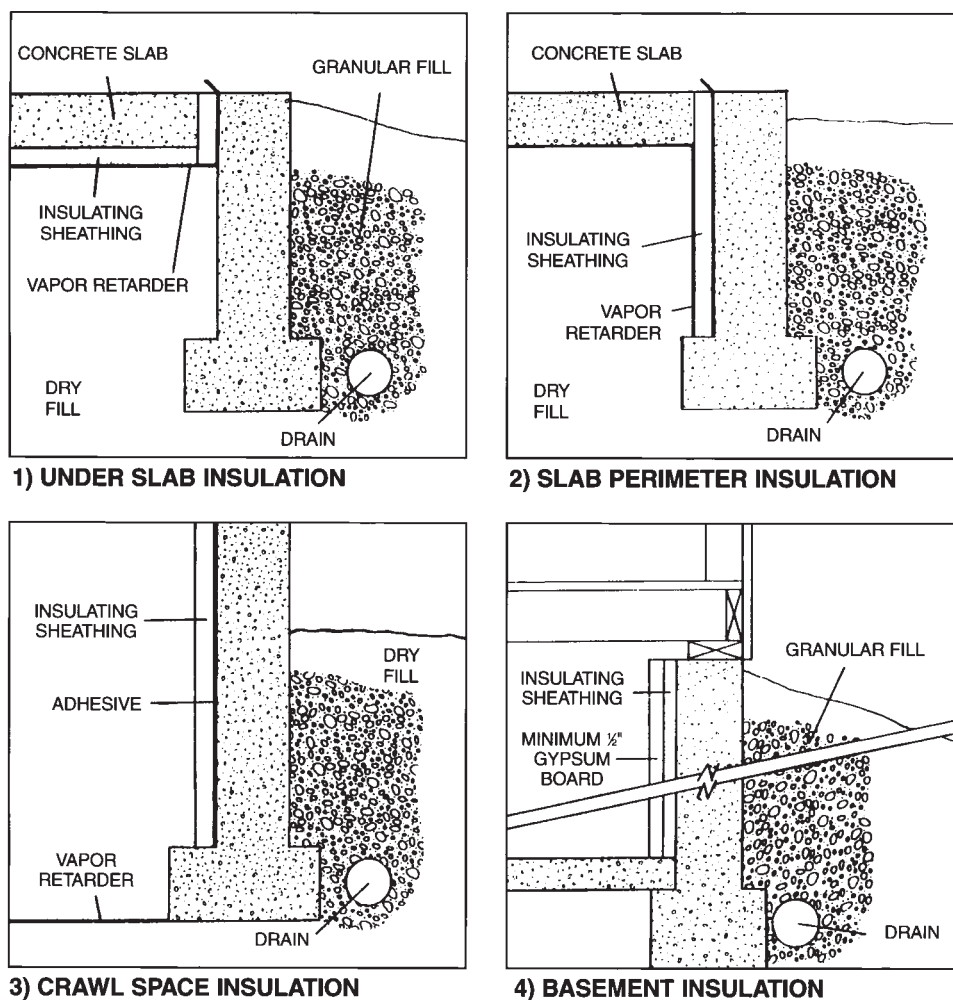 CONCRETE SLAB
GRANULAR FILL
INSULATING
SHEATHING
VAPOR RETARDER
DRY
FILL
DRAIN
1) UNDER SLAB INSULATION
CONCRETE SLAB
INSULATING
SHEATHING
VAPOR
RETARDER
DRY
FILL
DRAIN
2) SLAB PERIMETER INSULATION
INSULATING
SHEATHING
DRY
FILL
ADHESIVE
VAPOR
RETARDER
DRAIN
3) CRAWL SPACE INSULATION
GRANULAR FILL
INSULATING
SHEATHING
MINIMUM ½"
GYPSUM
BOARD
DRAIN
4) BASEMENT INSULATION